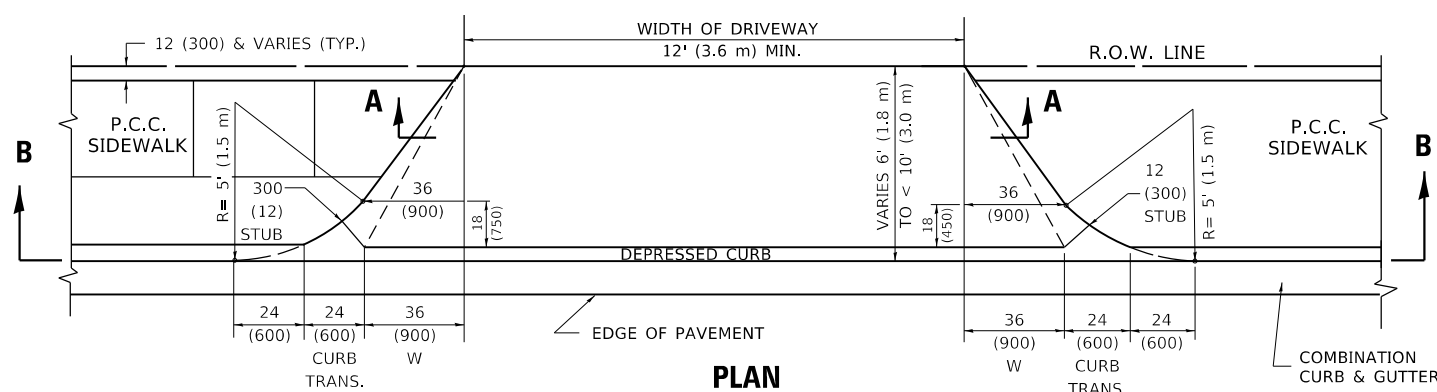 WIDTH OF DRIVEWAY
12' (3.6 m) MIN.
12 (300) & VARIES (TYP.)
R.O.W. LINE
A
A
P.C.C.
SIDEWALK
P.C.C.
SIDEWALK
B
B
R= 5' (1.5 m)
300
(12)
STUB
36
(900)
18
(750)
VARIES 6' (1.8 m)
TO < 10' (3.0 m)
36
(900)
18
(450)
12
(300)
STUB
R= 5' (1.5 m)
DEPRESSED CURB
24
(600)
24
(600)
CURB
TRANS.
36
(900)
W
EDGE OF PAVEMENT
36
(900)
W
24
(600)
CURB
TRANS.
24
(600)
COMBINATION
CURB & GUTTER
PLAN